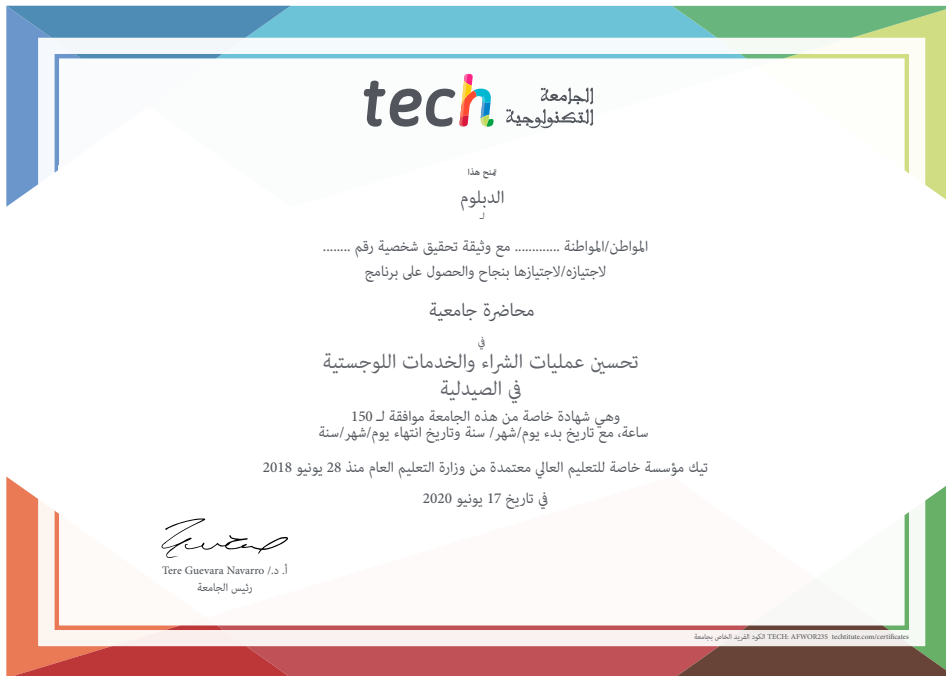 tech
الجامعة
التكنولوجية
يمنح هذا
الدبلوم
لـ
المواطن/المواطنة ............ مع وثيقة تحقيق شخصية رقم ........
لاجتيازه/لاجتيازها بنجاح والحصول على برنامج
محاضرة جامعية
في
تحسين عمليات الشراء والخدمات اللوجستية
في الصيدلية
وهي شهادة خاصة من هذه الجامعة موافقة لـ 150
ساعة، مع تاريخ بدء يوم/شهر/ سنة وتاريخ انتهاء يوم/شهر/سنة
تيك مؤسسة خاصة للتعليم العالي معتمدة من وزارة التعليم العام منذ 28 يونيو 2018
في تاريخ 17 يونيو 2020
أ. د./ Tere Guevara Navarro
رئيس الجامعة
الكود الفريد الخاص بجامعة TECH: AFWOR23S techtitute.com/certificates